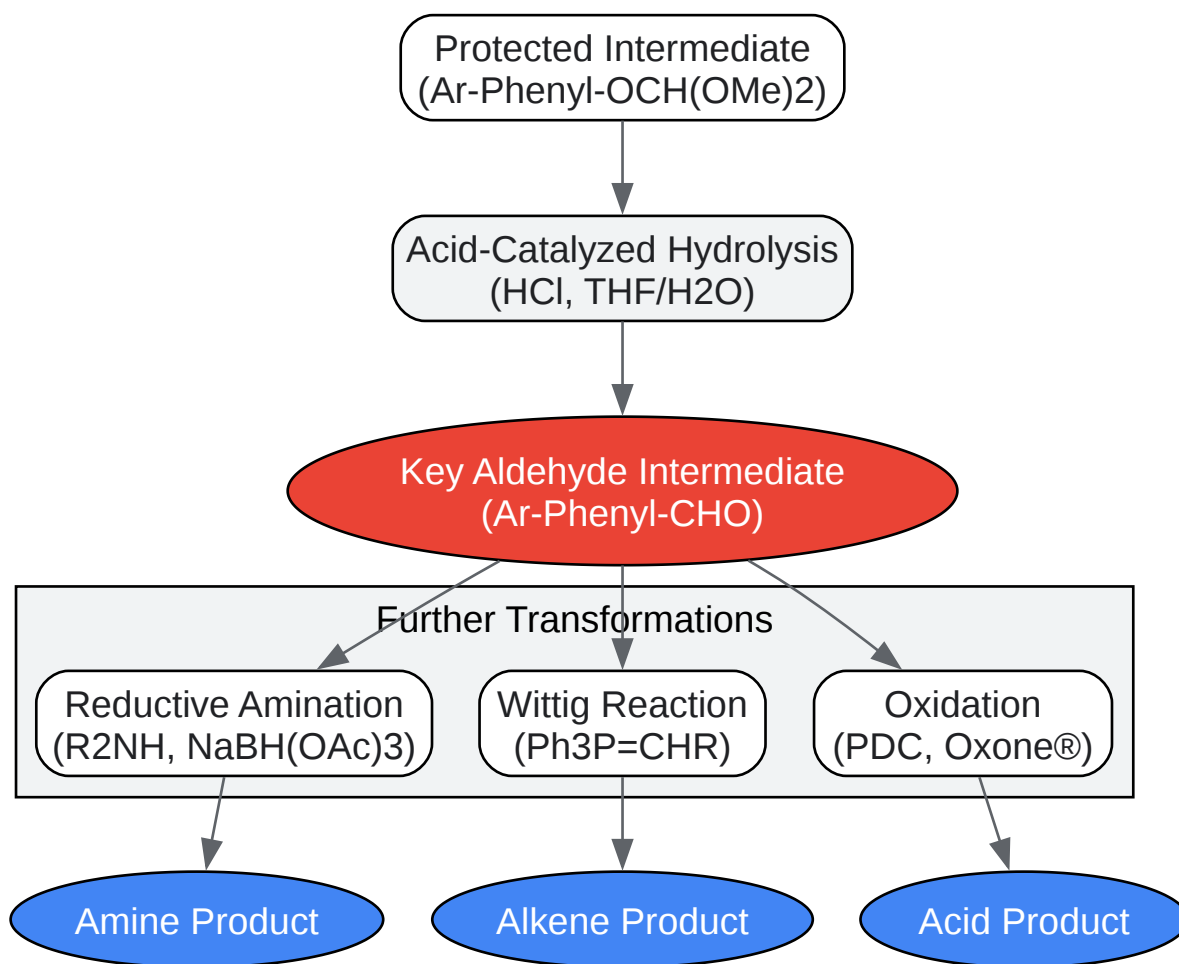 Protected Intermediate
(Ar-Phenyl-OCH(OMe)2)
Acid-Catalyzed Hydrolysis
(HCl, THF/H2O)
Key Aldehyde Intermediate
(Ar-Phenyl-CHO)
Further Transformations
Reductive Amination
(R2NH, NaBH(OAc)3)
Wittig Reaction
(Ph3P=CHR)
Oxidation
(PDC, Oxone®)
Amine Product
Alkene Product
Acid Product